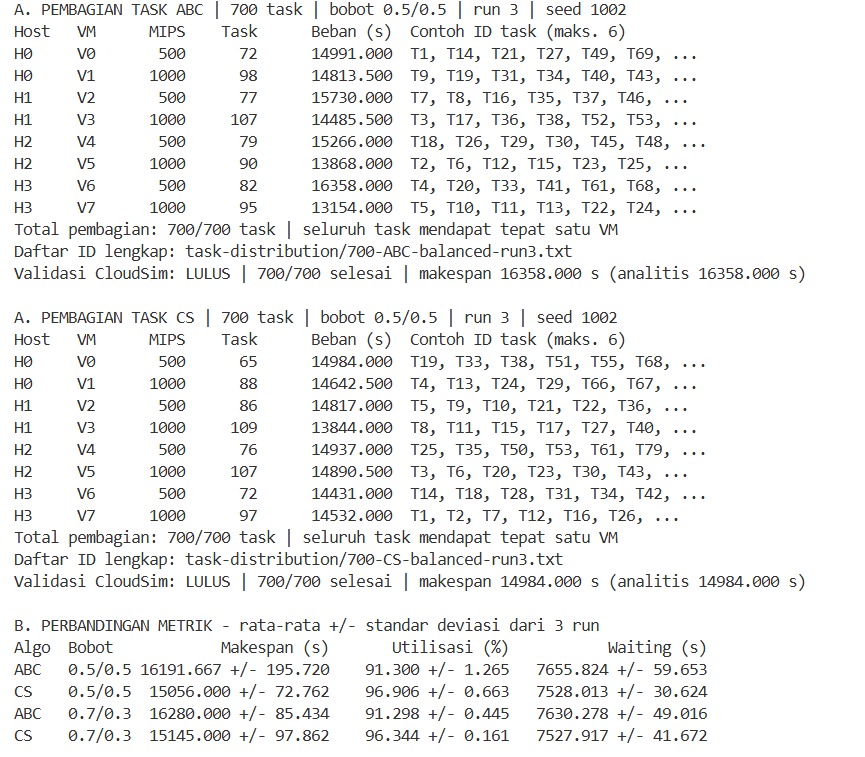 A. PEMBAGIAN TASK ABC | 700 task | bobot 0.5/0.5 | run 3 | seed 1002
Host VM MIPS Task Beban (s) Contoh ID task (maks. 6)
H0 V0 500 72 14991.000 T1, T14, T21, T27, T49, T69, ...
H0 V1 1000 98 14813.500 T9, T19, T31, T34, T40, T43, ...
H1 V2 500 77 15730.000 T7, T8, T16, T35, T37, T46, ...
H1 V3 1000 107 14485.500 T3, T17, T36, T38, T52, T53, ...
H2 V4 500 79 15266.000 T18, T26, T29, T30, T45, T48, ...
H2 V5 1000 90 13868.000 T2, T6, T12, T15, T23, T25, ...
H3 V6 500 82 16358.000 T4, T20, T33, T41, T61, T68, ...
H3 V7 1000 95 13154.000 T5, T10, T11, T13, T22, T24, ...
Total pembagian: 700/700 task | seluruh task mendapat tepat satu VM
Daftar ID lengkap: task-distribution/700-ABC-balanced-run3.txt
Validasi CloudSim: LULUS | 700/700 selesai | makespan 16358.000 s (analitis 16358.000 s)
A. PEMBAGIAN TASK CS | 700 task | bobot 0.5/0.5 | run 3 | seed 1002
Host VM MIPS Task Beban (s) Contoh ID task (maks. 6)
H0 V0 500 65 14984.000 T19, T33, T38, T51, T55, T68, ...
H0 V1 1000 88 14642.500 T4, T13, T24, T29, T66, T67, ...
H1 V2 500 86 14817.000 T5, T9, T10, T21, T22, T36, ...
H1 V3 1000 109 13844.000 T8, T11, T15, T17, T27, T40, ...
H2 V4 500 76 14937.000 T25, T35, T50, T53, T61, T79, ...
H2 V5 1000 107 14890.500 T3, T6, T20, T23, T30, T43, ...
H3 V6 500 72 14431.000 T14, T18, T28, T31, T34, T42, ...
H3 V7 1000 97 14532.000 T1, T2, T7, T12, T16, T26, ...
Total pembagian: 700/700 task | seluruh task mendapat tepat satu VM
Daftar ID lengkap: task-distribution/700-CS-balanced-run3.txt
Validasi CloudSim: LULUS | 700/700 selesai | makespan 14984.000 s (analitis 14984.000 s)
B. PERBANDINGAN METRIK - rata-rata +/- standar deviasi dari 3 run
Algo Bobot Makespan (s) Utilisasi (%) Waiting (s)
ABC 0.5/0.5 16191.667 +/- 195.720 91.300 +/- 1.265 7655.824 +/- 59.653
CS 0.5/0.5 15056.000 +/- 72.762 96.906 +/- 0.663 7528.013 +/- 30.624
ABC 0.7/0.3 16280.000 +/- 85.434 91.298 +/- 0.445 7630.278 +/- 49.016
CS 0.7/0.3 15145.000 +/- 97.862 96.344 +/- 0.161 7527.917 +/- 41.672